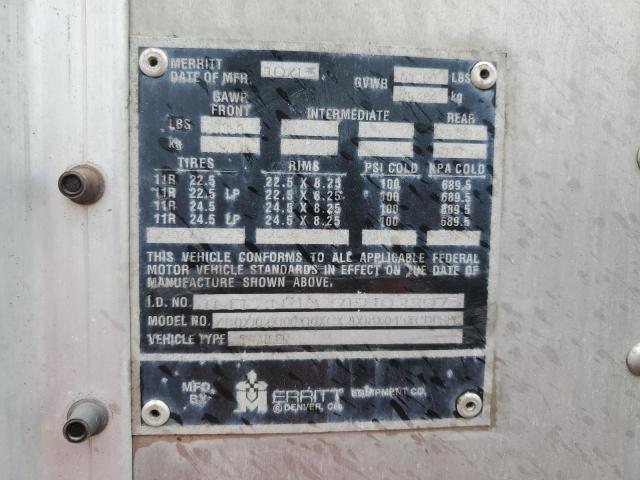 MERRITT
DATE OF MFR. 10/13 GVWR LBS
kg
GAWR
FRONT INTERMEDIATE REAR
LBS
kg
TIRES RIMS PSI COLD KPA COLD
11R 22.5 22.5 X 8.25 100 689.5
11R 22.5 LP 22.5 X 8.25 100 689.5
11R 24.5 24.5 X 8.25 100 689.5
11R 24.5 LP 24.5 X 8.25 100 689.5
THIS VEHICLE CONFORMS TO ALL APPLICABLE FEDERAL
MOTOR VEHICLE STANDARDS IN EFFECT ON THE DATE OF
MANUFACTURE SHOWN ABOVE.
I.D. NO.
MODEL NO.
VEHICLE TYPE TRAILER
MFD. BY MERRITT® EQUIPMENT CO.
® DENVER, CO.